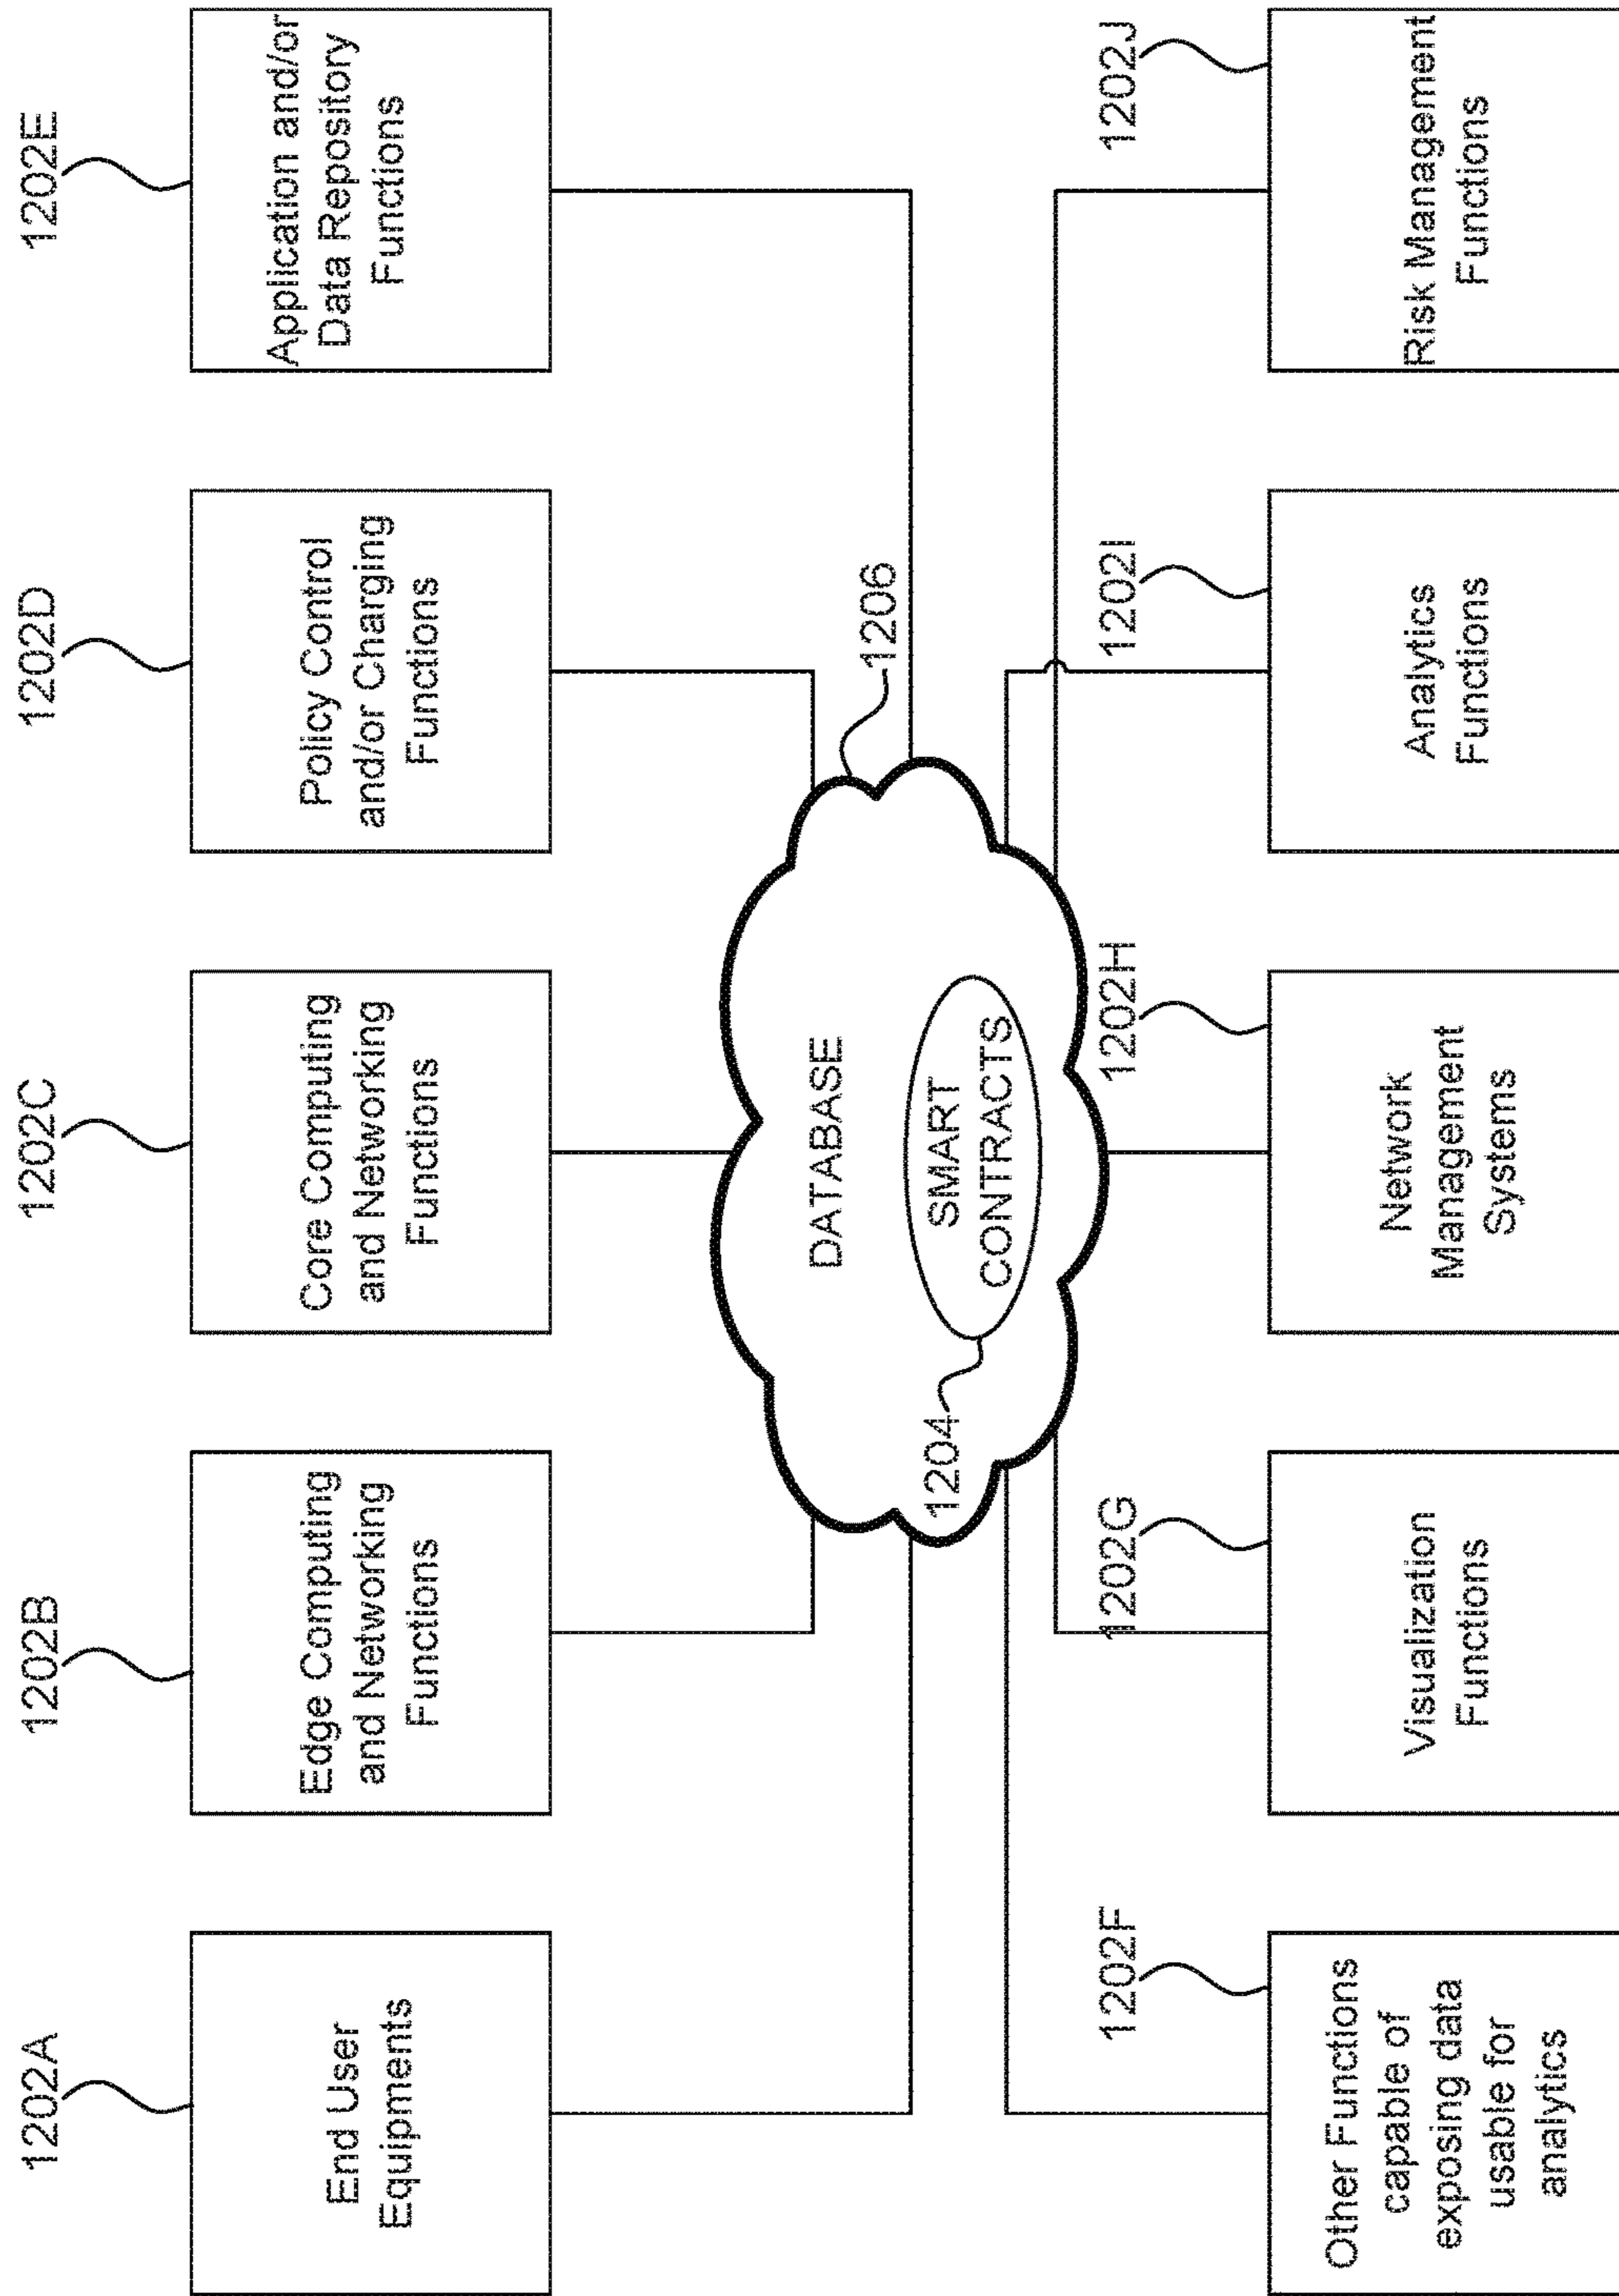 1202A
1202B
1202C
1202D
1202E
End User
Equipments
Edge Computing
and Networking
Functions
Core Computing
and Networking
Functions
Policy Control
and/or Charging
Functions
Application and/or
Data Repository
Functions
DATABASE
1206
SMART
CONTRACTS
1204
1202F
1202G
1202H
1202I
1202J
Other Functions
capable of
exposing data
usable for
analytics
Visualization
Functions
Network
Management
Systems
Analytics
Functions
Risk Management
Functions